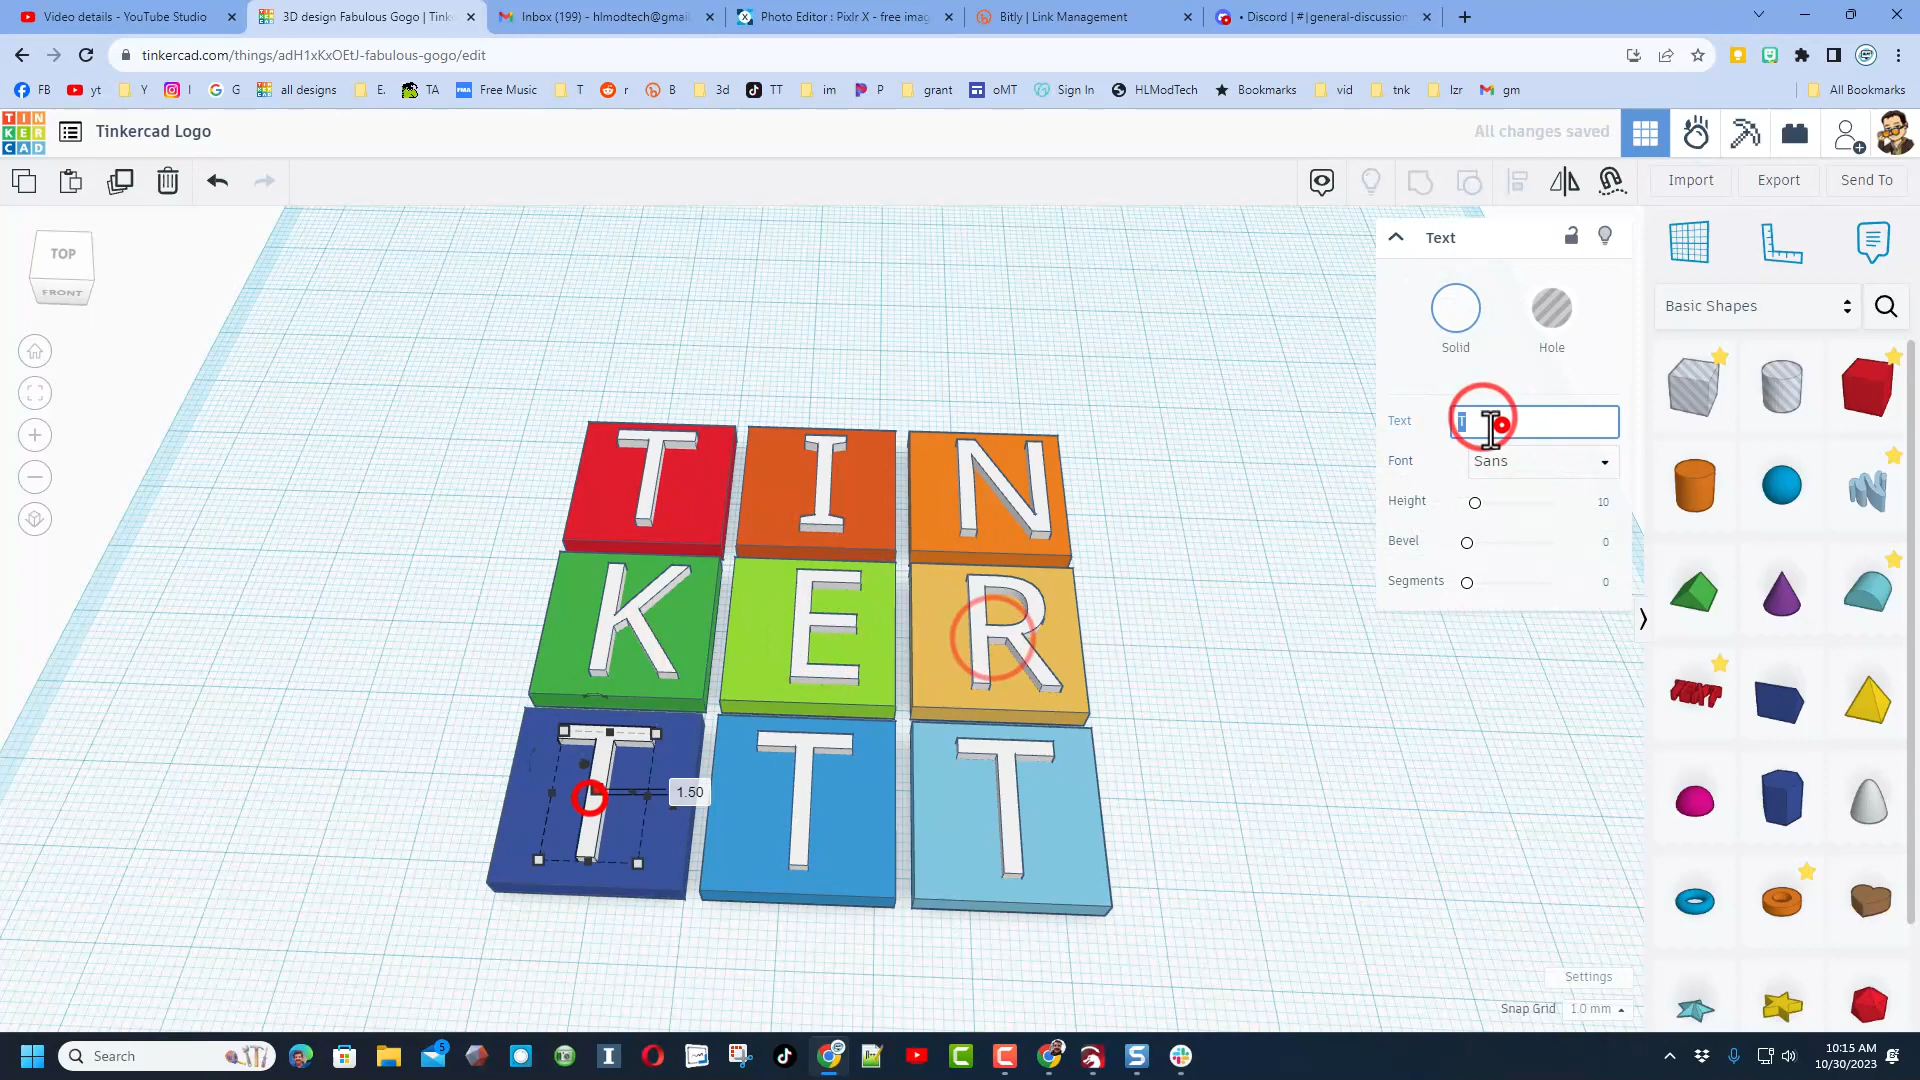 Video details - YouTube Studio
3D design Fabulous Gogo | Tink
Inbox (199) - hlmodtech@gmail
Photo Editor : Pixlr X - free imag
Bitly | Link Management
• Discord | #|general-discussion
tinkercad.com/things/adH1xKxOEtJ-fabulous-gogo/edit
FB
yt
Y
I
G
all designs
E.
TA
FMA
Free Music
T
r
B
3d
TT
im
P
grant
oMT
Sign In
HLModTech
Bookmarks
vid
tnk
lzr
gm
All Bookmarks
TIN
KER
CAD
Tinkercad Logo
All changes saved
Import
Export
Send To
TOP
FRONT
Text
Solid
Hole
Text
T
Font
Sans
Height
10
Bevel
0
Segments
0
Basic Shapes
TEXT
T I N
K E R
T T T
1.50
Settings
Snap Grid 1.0 mm
Search
5
10:15 AM
10/30/2023